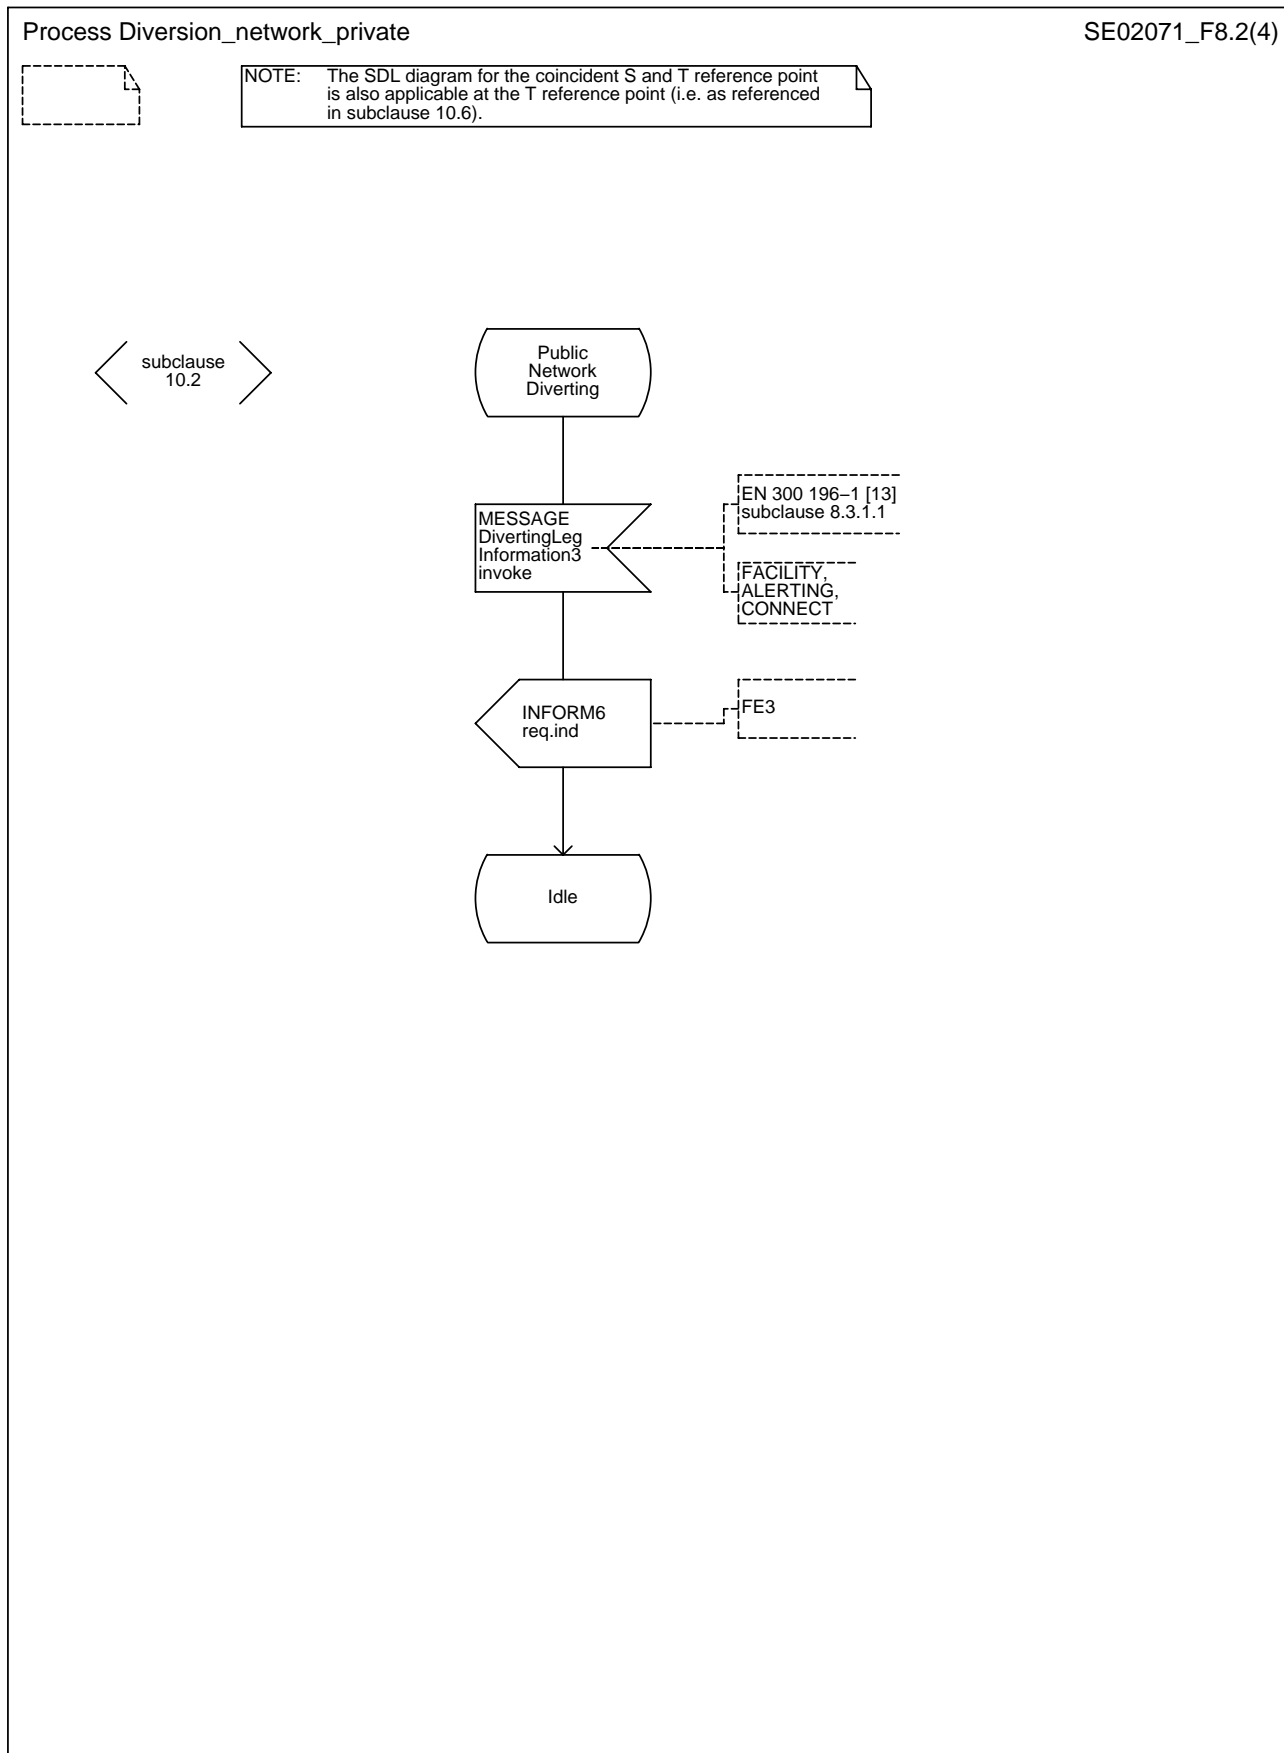 Process Diversion_network_private
SE02071_F8.2(4)
NOTE: The SDL diagram for the coincident S and T reference point
is also applicable at the T reference point (i.e. as referenced
in subclause 10.6).
subclause
10.2
Public
Network
Diverting
MESSAGE
DivertingLeg
Information3
invoke
EN 300 196–1 [13]
subclause 8.3.1.1
FACILITY,
ALERTING,
CONNECT
INFORM6
req.ind
FE3
Idle